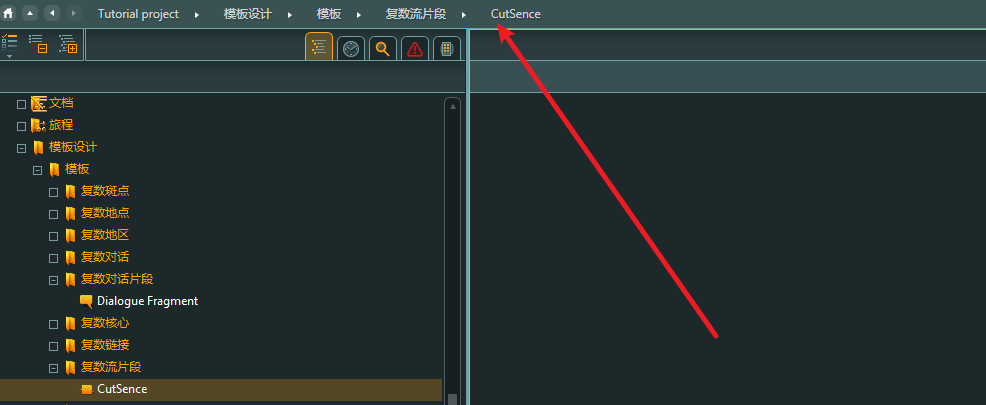 Tutorial project 模板设计 模板 复数流片段 CutSence
文档
旅程
模板设计
模板
复数斑点
复数地点
复数地区
复数对话
复数对话片段
Dialogue Fragment
复数核心
复数链接
复数流片段
CutSence